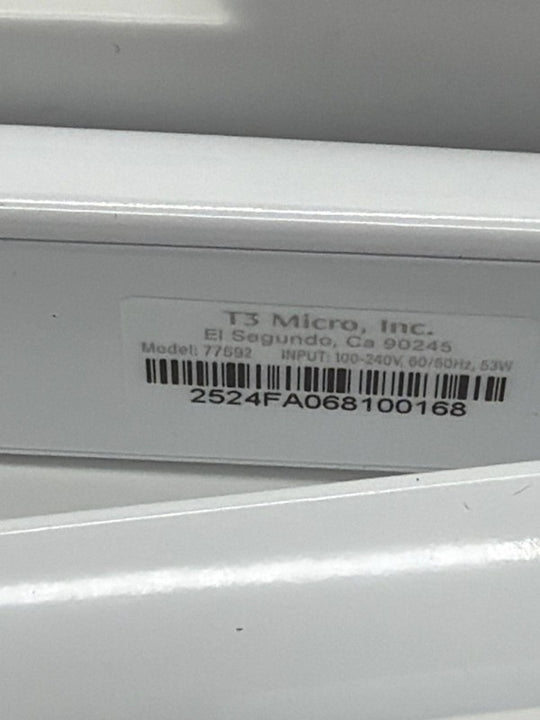 T3 Micro, Inc.
El Segundo, Ca 90245
Model: 77592 INPUT: 100-240V, 60/50Hz, 53W
2524FA068100168